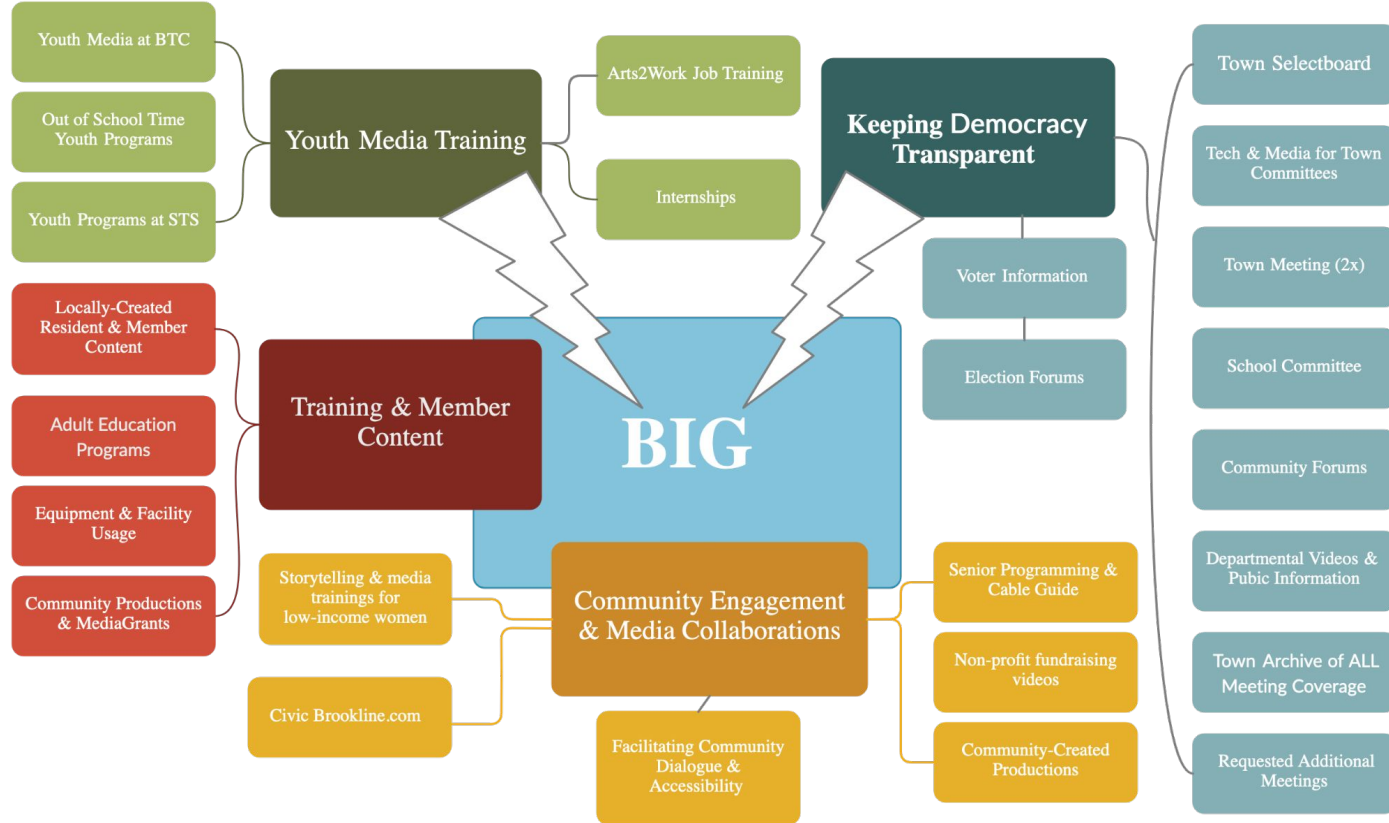 Youth Media at BTC
Out of School Time
Youth Programs
Youth Programs at STS
Youth Media Training
Arts2Work Job Training
Internships
Keeping Democracy
Transparent
Voter Information
Election Forums
Town Selectboard
Tech & Media for Town
Committees
Town Meeting (2x)
School Committee
Community Forums
Departmental Videos &
Pubic Information
Town Archive of ALL
Meeting Coverage
Requested Additional
Meetings
Locally-Created
Resident & Member
Content
Adult Education
Programs
Equipment & Facility
Usage
Community Productions
& MediaGrants
Training & Member
Content
BIG
Storytelling & media
trainings for
low-income women
Civic Brookline.com
Community Engagement
& Media Collaborations
Facilitating Community
Dialogue &
Accessibility
Senior Programming &
Cable Guide
Non-profit fundraising
videos
Community-Created
Productions